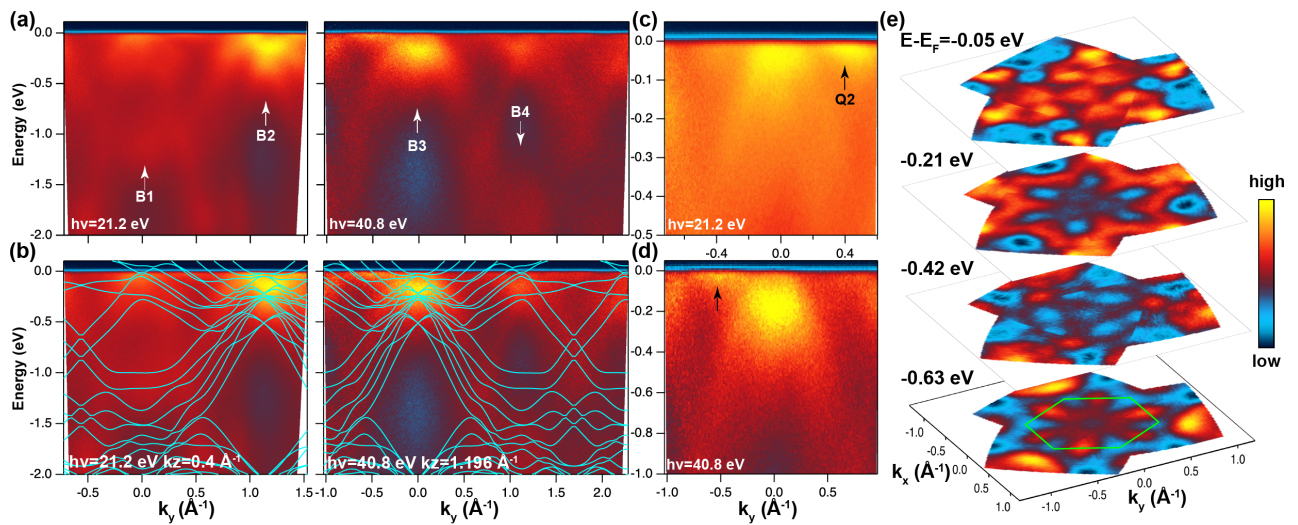 (a)
0.0
-0.5
-1.0
-1.5
-2.0
Energy (eV)
B1
B2
hν=21.2 eV
B3
B4
hν=40.8 eV
(c)
0.0
-0.1
-0.2
-0.3
-0.4
-0.5
Q2
hν=21.2 eV
-0.4 0.0 0.4
(e)
E-EF=-0.05 eV
-0.21 eV
-0.42 eV
-0.63 eV
high
low
(b)
0.0
-0.5
-1.0
-1.5
-2.0
Energy (eV)
hν=21.2 eV kz=0.4 Å-1
-0.5 0.0 0.5 1.0 1.5
ky (Å-1)
hν=40.8 eV kz=1.196 Å-1
-1.0 -0.5 0.0 0.5 1.0 1.5 2.0
ky (Å-1)
(d)
0.0
-0.2
-0.4
-0.6
-0.8
-1.0
hν=40.8 eV
-1.0 -0.5 0.0 0.5
ky (Å-1)
-1.0
-0.5
0.0
0.5
1.0
kx (Å-1)
-1.0
-0.5
0.0
0.5
1.0
ky (Å-1)